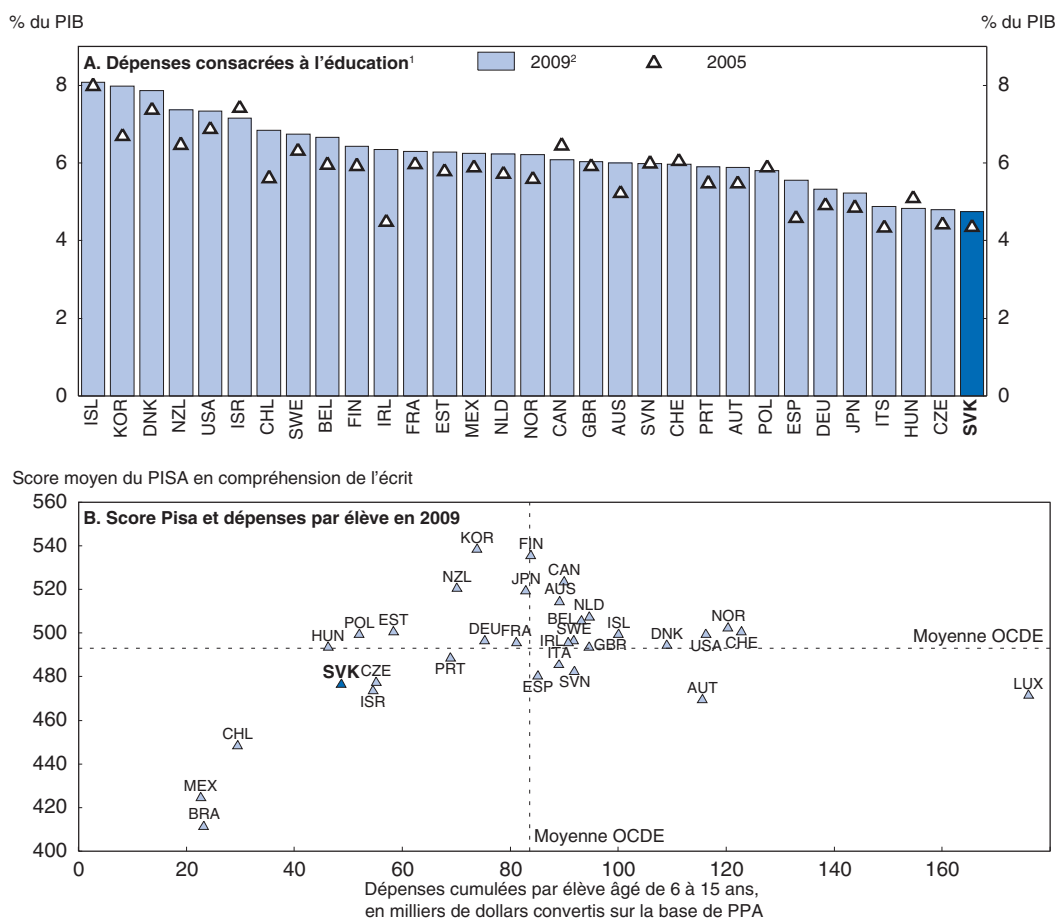 % du PIB % du PIB
A. Dépenses consacrées à l'éducation¹ 2009² 2005
8 8
6 6
4 4
2 2
0 0
ISL KOR DNK NZL USA ISR CHL SWE BEL FIN IRL FRA EST MEX NLD NOR CAN GBR AUS SVN CHE PRT AUT POL ESP DEU JPN ITS HUN CZE SVK
Score moyen du PISA en compréhension de l'écrit
560
B. Score Pisa et dépenses par élève en 2009
540
KOR FIN
520
NZL JPN CAN
AUS
NLD
500
HUN POL EST DEU FRA BEL SWE IRL GBR ISL DNK USA NOR CHE
Moyenne OCDE
480
SVK CZE ISR PRT ESP ITA SVN AUT LUX
460
CHL
440
MEX
420
BRA
Moyenne OCDE
400
0 20 40 60 80 100 120 140 160
Dépenses cumulées par élève âgé de 6 à 15 ans,
en milliers de dollars convertis sur la base de PPA